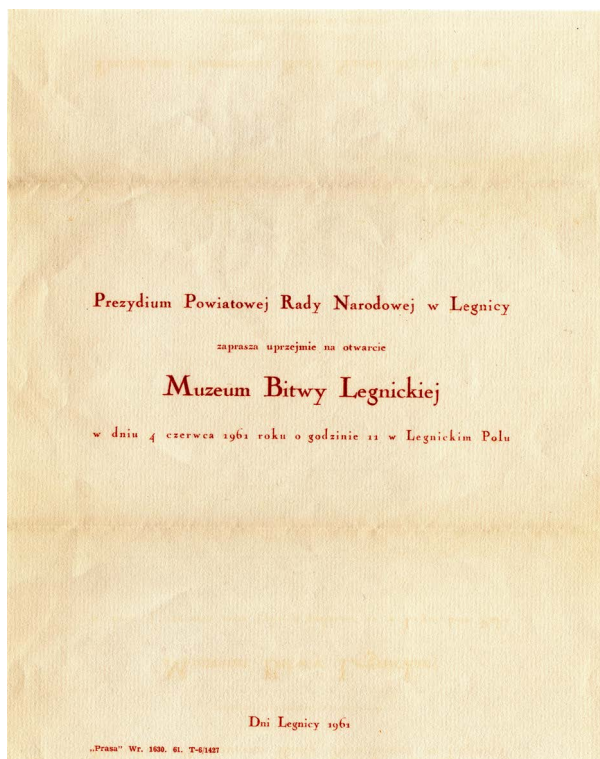 Prezydium Powiatowej Rady Narodowej w Legnicy
zaprasza uprzejmie na otwarcie
Muzeum Bitwy Legnickiej
w dniu 4 czerwca 1961 roku o godzinie 11 w Legnickim Polu
Dni Legnicy 1961
„Prasa” Wr. 1630. 61. T-6/1427